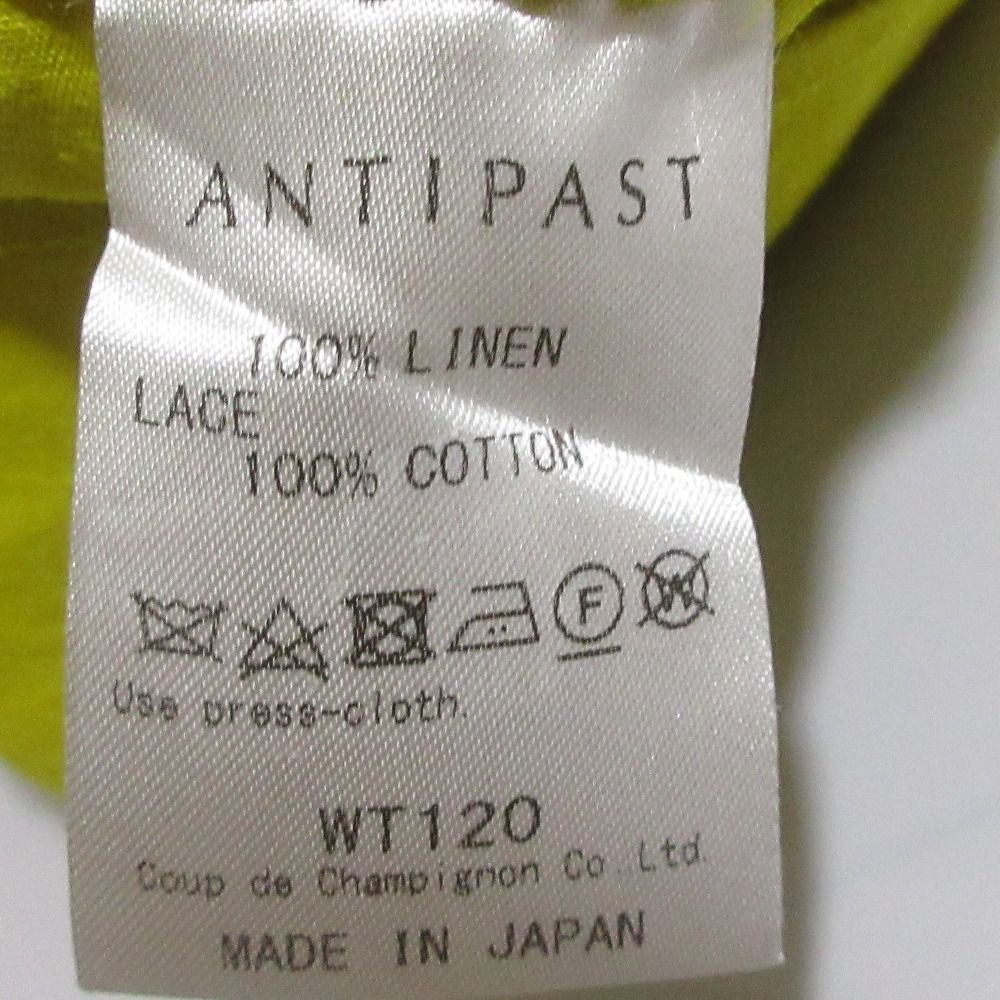 ANTIPAST
100% LINEN
LACE
100% COTTON
F W
Use press-cloth.
WT120
Coup de Champignon Co.Ltd.
MADE IN JAPAN